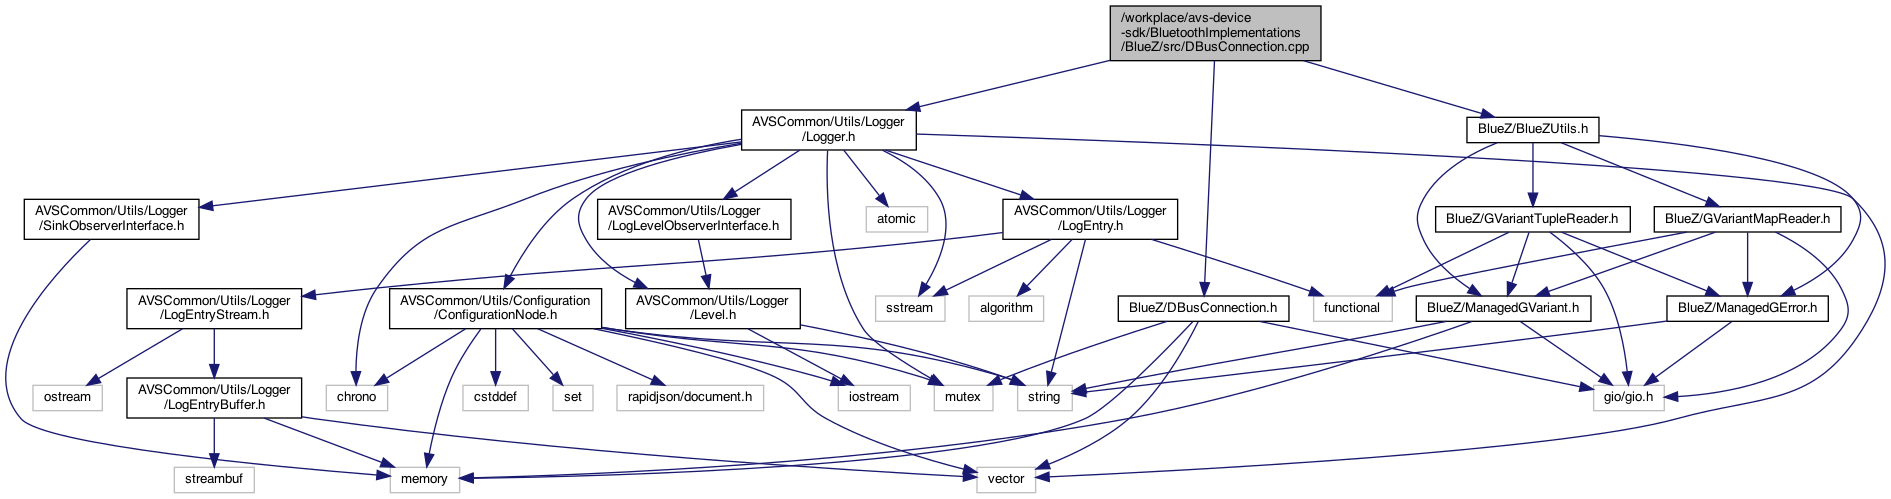 /workplace/avs-device
-sdk/BluetoothImplementations
/BlueZ/src/DBusConnection.cpp
AVSCommon/Utils/Logger
/Logger.h
BlueZ/BlueZUtils.h
AVSCommon/Utils/Logger
/SinkObserverInterface.h
AVSCommon/Utils/Logger
/LogLevelObserverInterface.h
atomic
AVSCommon/Utils/Logger
/LogEntry.h
BlueZ/GVariantTupleReader.h
BlueZ/GVariantMapReader.h
AVSCommon/Utils/Logger
/LogEntryStream.h
AVSCommon/Utils/Configuration
/ConfigurationNode.h
AVSCommon/Utils/Logger
/Level.h
sstream
algorithm
BlueZ/DBusConnection.h
functional
BlueZ/ManagedGVariant.h
BlueZ/ManagedGError.h
ostream
AVSCommon/Utils/Logger
/LogEntryBuffer.h
chrono
cstddef
set
rapidjson/document.h
iostream
mutex
string
gio/gio.h
streambuf
memory
vector